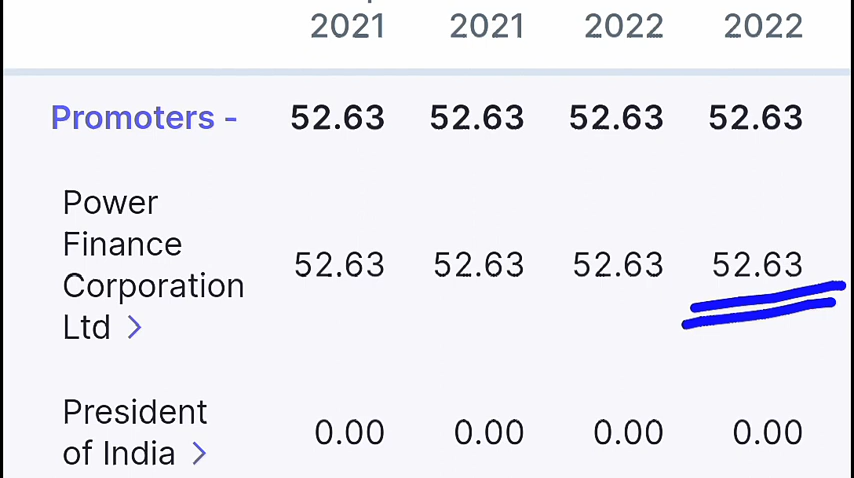 2021 2021 2022 2022
Promoters - 52.63 52.63 52.63 52.63
Power
Finance
Corporation
Ltd >
52.63 52.63 52.63 52.63
President
of India >
0.00 0.00 0.00 0.00